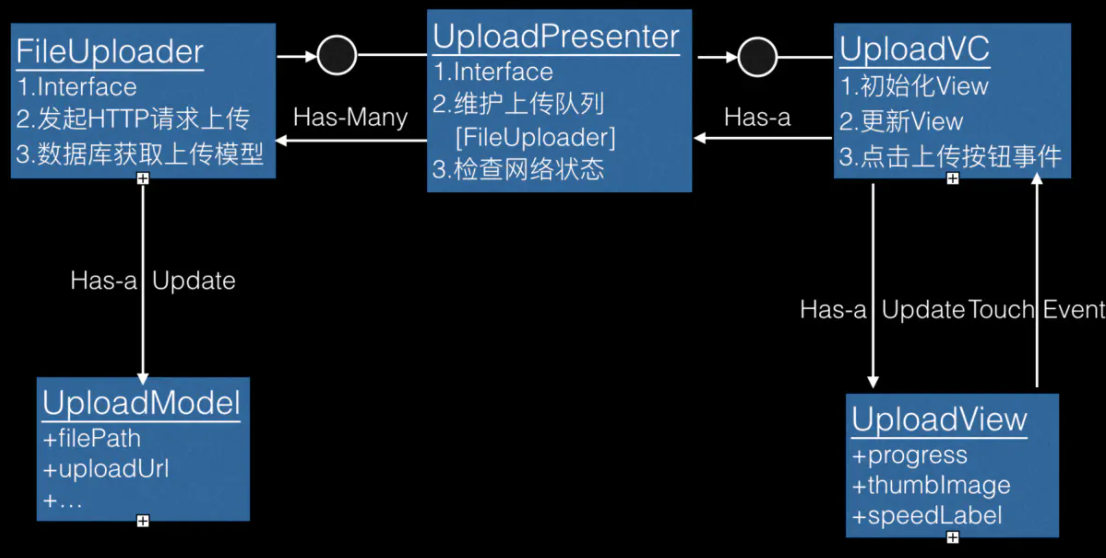 FileUploader
1.Interface
2.发起HTTP请求上传
3.数据库获取上传模型
Has-Many
UploadPresenter
1.Interface
2.维护上传队列
[FileUploader]
3.检查网络状态
Has-a
UploadVC
1.初始化View
2.更新View
3.点击上传按钮事件
Has-a Update
Has-a Update Touch Event
UploadModel
+filePath
+uploadUrl
+...
UploadView
+progress
+thumbImage
+speedLabel